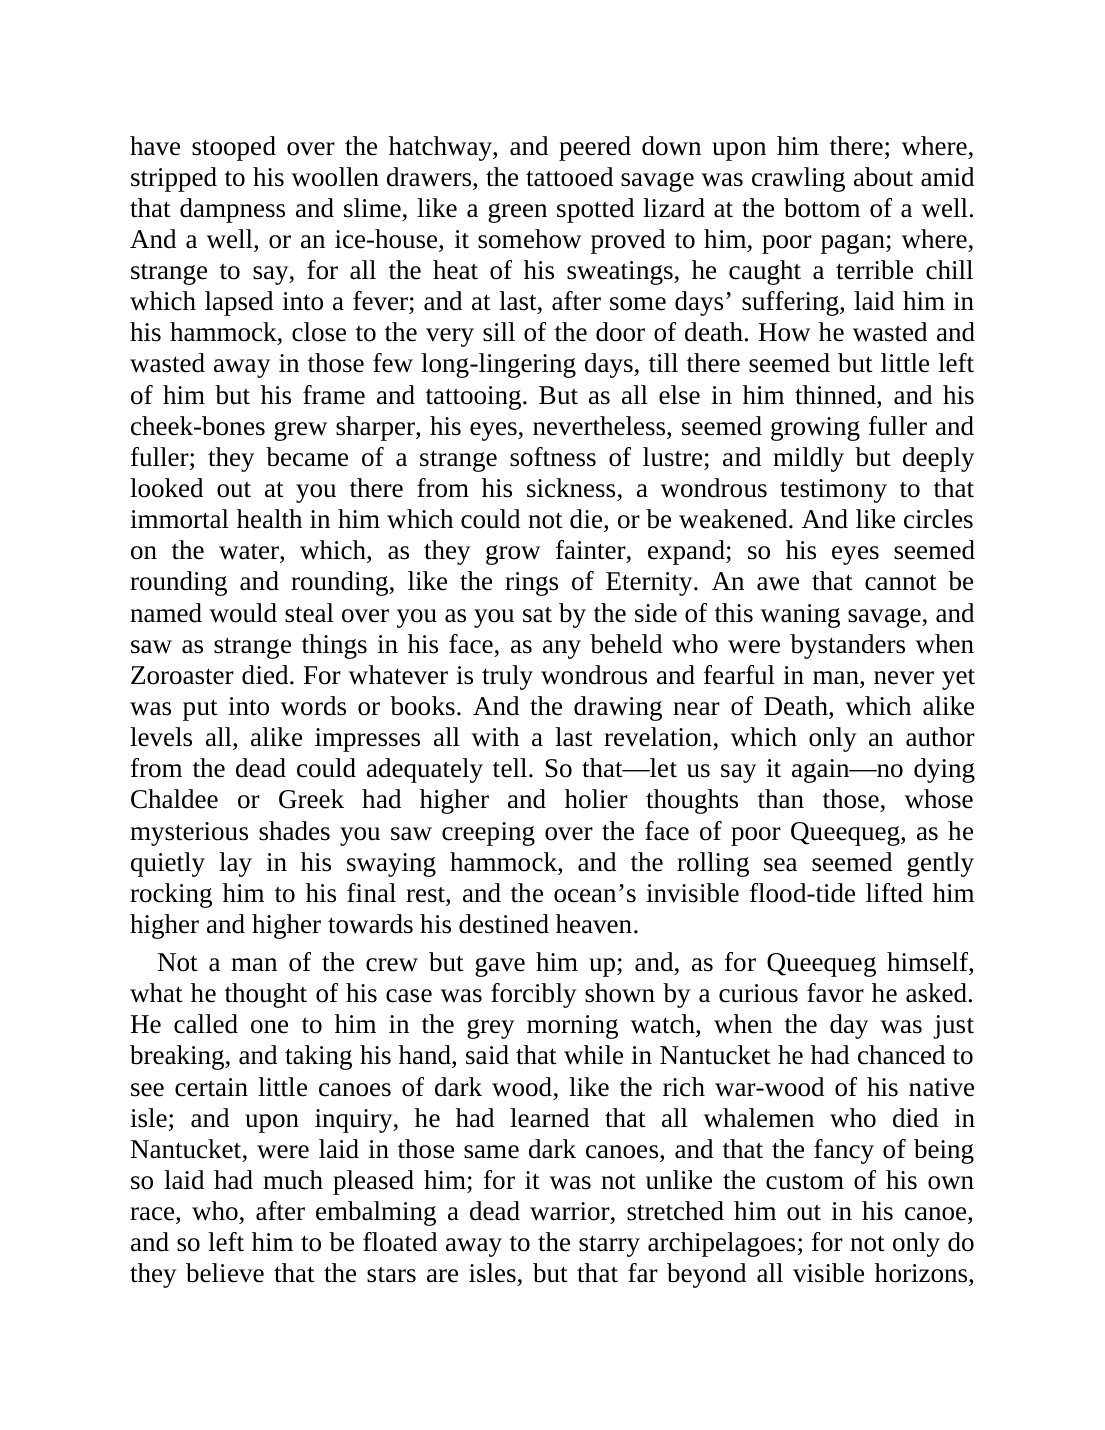 have stooped over the hatchway, and peered down upon him there; where,
stripped to his woollen drawers, the tattooed savage was crawling about amid
that dampness and slime, like a green spotted lizard at the bottom of a well.
And a well, or an ice-house, it somehow proved to him, poor pagan; where,
strange to say, for all the heat of his sweatings, he caught a terrible chill
which lapsed into a fever; and at last, after some days’ suffering, laid him in
his hammock, close to the very sill of the door of death. How he wasted and
wasted away in those few long-lingering days, till there seemed but little left
of him but his frame and tattooing. But as all else in him thinned, and his
cheek-bones grew sharper, his eyes, nevertheless, seemed growing fuller and
fuller; they became of a strange softness of lustre; and mildly but deeply
looked out at you there from his sickness, a wondrous testimony to that
immortal health in him which could not die, or be weakened. And like circles
on the water, which, as they grow fainter, expand; so his eyes seemed
rounding and rounding, like the rings of Eternity. An awe that cannot be
named would steal over you as you sat by the side of this waning savage, and
saw as strange things in his face, as any beheld who were bystanders when
Zoroaster died. For whatever is truly wondrous and fearful in man, never yet
was put into words or books. And the drawing near of Death, which alike
levels all, alike impresses all with a last revelation, which only an author
from the dead could adequately tell. So that—let us say it again—no dying
Chaldee or Greek had higher and holier thoughts than those, whose
mysterious shades you saw creeping over the face of poor Queequeg, as he
quietly lay in his swaying hammock, and the rolling sea seemed gently
rocking him to his final rest, and the ocean’s invisible flood-tide lifted him
higher and higher towards his destined heaven.
Not a man of the crew but gave him up; and, as for Queequeg himself,
what he thought of his case was forcibly shown by a curious favor he asked.
He called one to him in the grey morning watch, when the day was just
breaking, and taking his hand, said that while in Nantucket he had chanced to
see certain little canoes of dark wood, like the rich war-wood of his native
isle; and upon inquiry, he had learned that all whalemen who died in
Nantucket, were laid in those same dark canoes, and that the fancy of being
so laid had much pleased him; for it was not unlike the custom of his own
race, who, after embalming a dead warrior, stretched him out in his canoe,
and so left him to be floated away to the starry archipelagoes; for not only do
they believe that the stars are isles, but that far beyond all visible horizons,